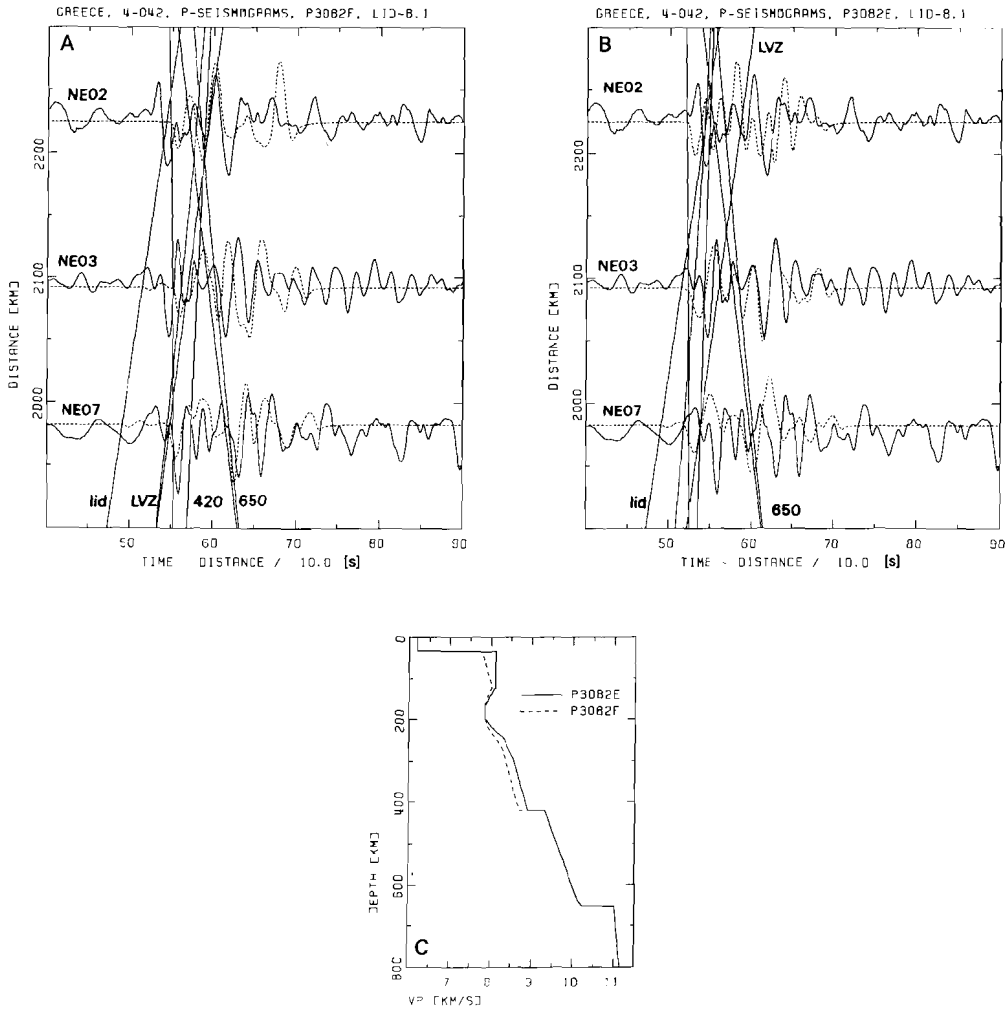 GREECE, 4-042, P-SEISMOGRAMS, P3082F, LID-8.1
A
NE02
NE03
NE07
lid
LVZ
420
650
2200
2100
2000
DISTANCE [KM]
50 60 70 80 90
TIME - DISTANCE / 10.0 [s]
GREECE, 4-042, P-SEISMOGRAMS, P3082E, LID-8.1
B
LVZ
NE02
NE03
NE07
lid
650
2200
2100
2000
DISTANCE [KM]
50 60 70 80 90
TIME - DISTANCE / 10.0 [s]
0
200
400
600
800
DEPTH [KM]
P3082E
P3082F
C
7 8 9 10 11
VP [KM/S]